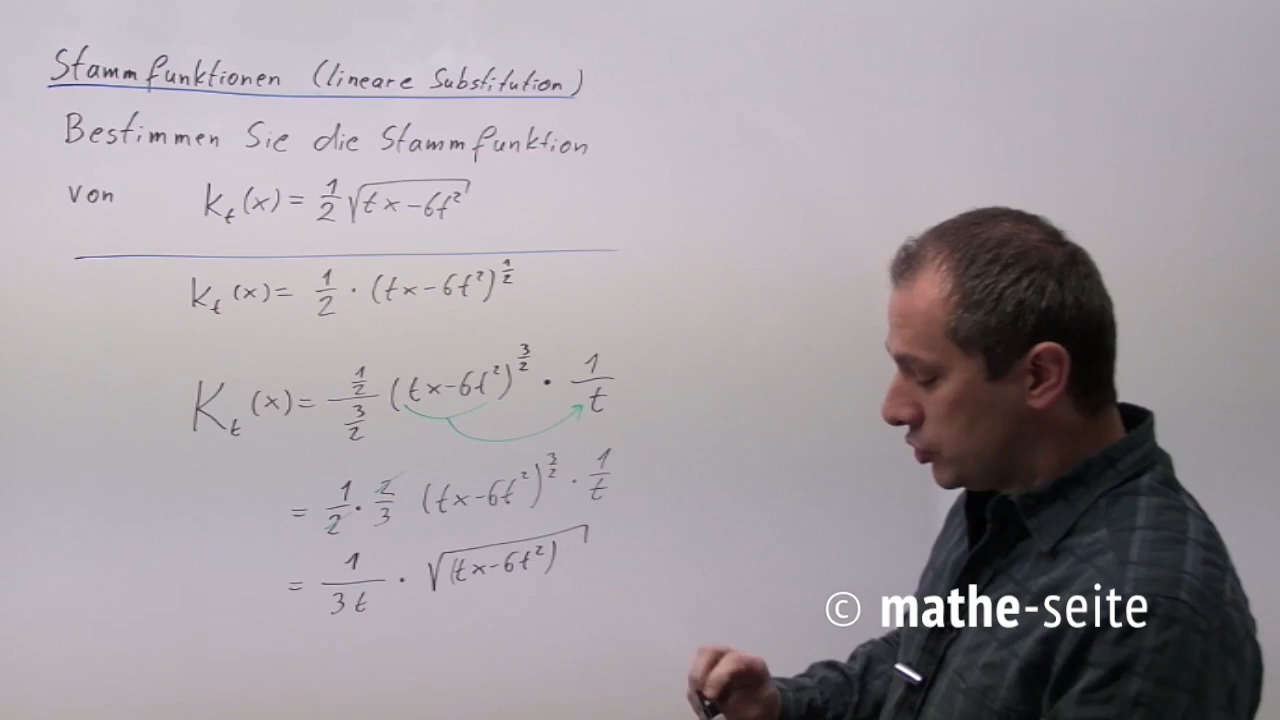 Stammfunktionen (lineare Substitution)
Bestimmen Sie die Stammfunktion
von k_t(x) = 1/2 √(tx-6t²)
k_t(x) = 1/2 · (tx-6t²)^(1/2)
K_t(x) = (1/2)/(3/2) (tx-6t²)^(3/2) · 1/t
= 1/2 · 2/3 (tx-6t²)^(3/2) · 1/t
= 1/(3t) · √(tx-6t²)
© mathe-seite